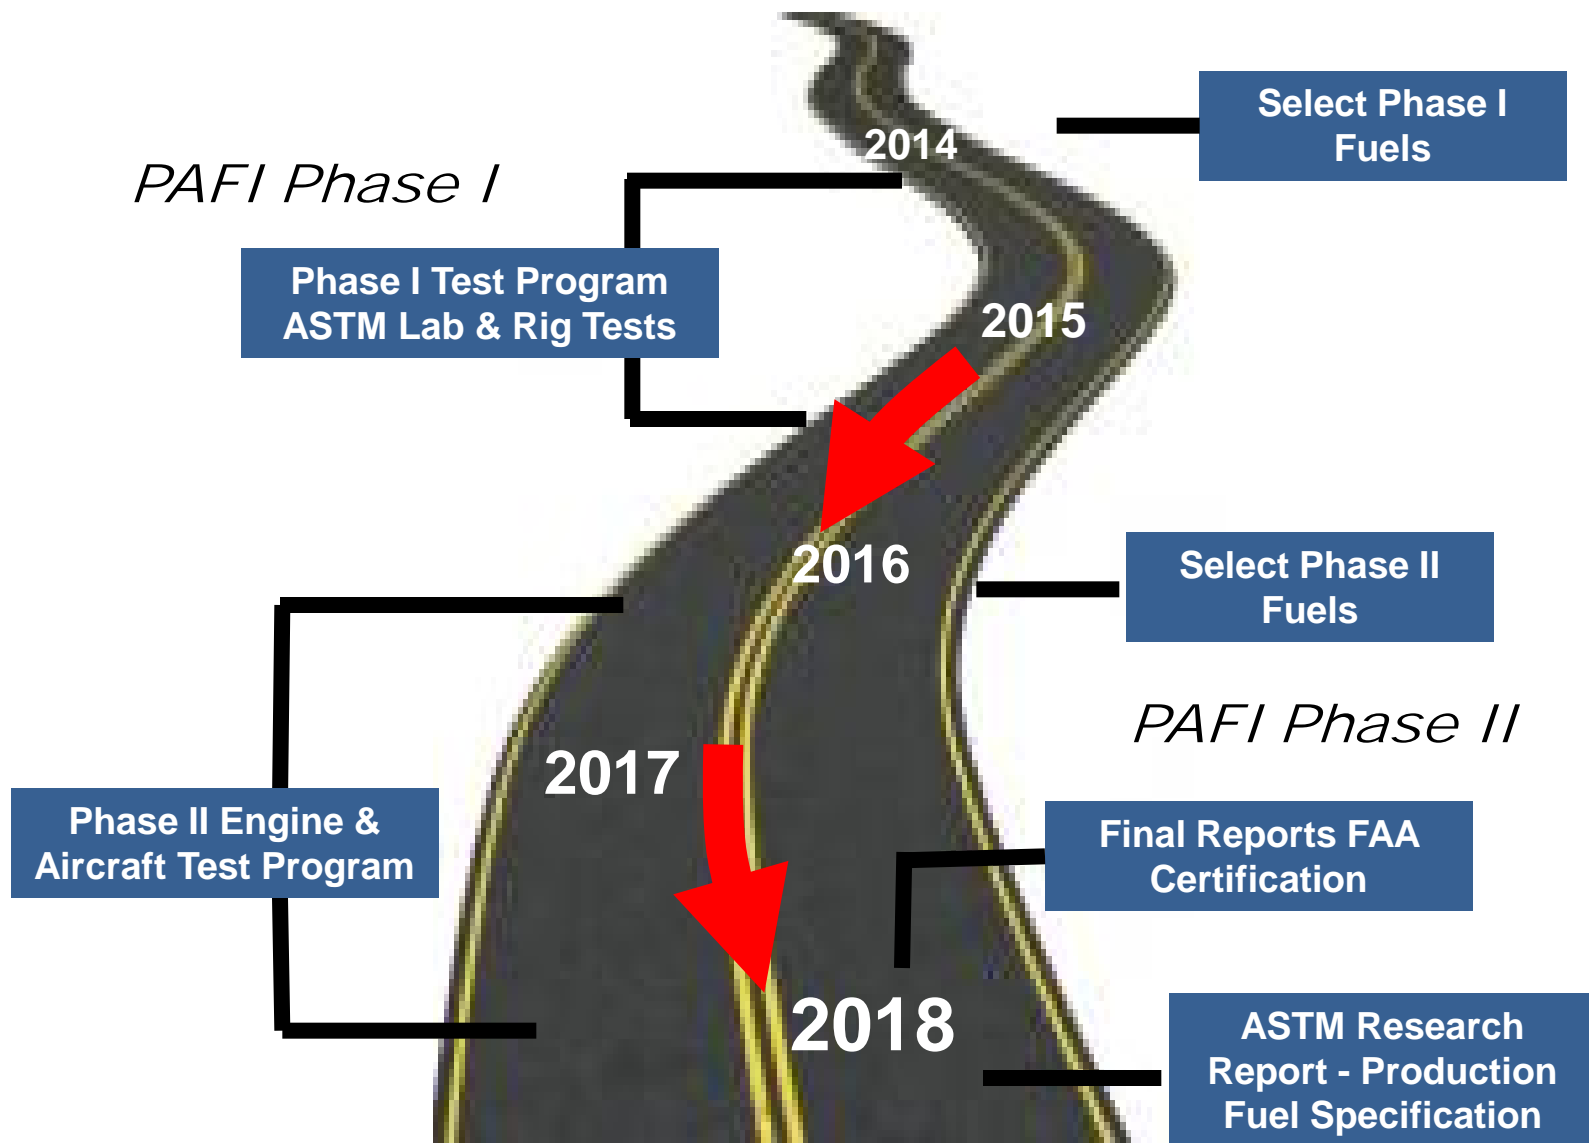 Select Phase I
Fuels
2014
PAFI Phase I
Phase I Test Program
ASTM Lab & Rig Tests
2015
2016
Select Phase II
Fuels
PAFI Phase II
2017
Phase II Engine &
Aircraft Test Program
Final Reports FAA
Certification
2018
ASTM Research
Report - Production
Fuel Specification